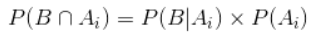 P(B ∩ A_i) = P(B|A_i) × P(A_i)